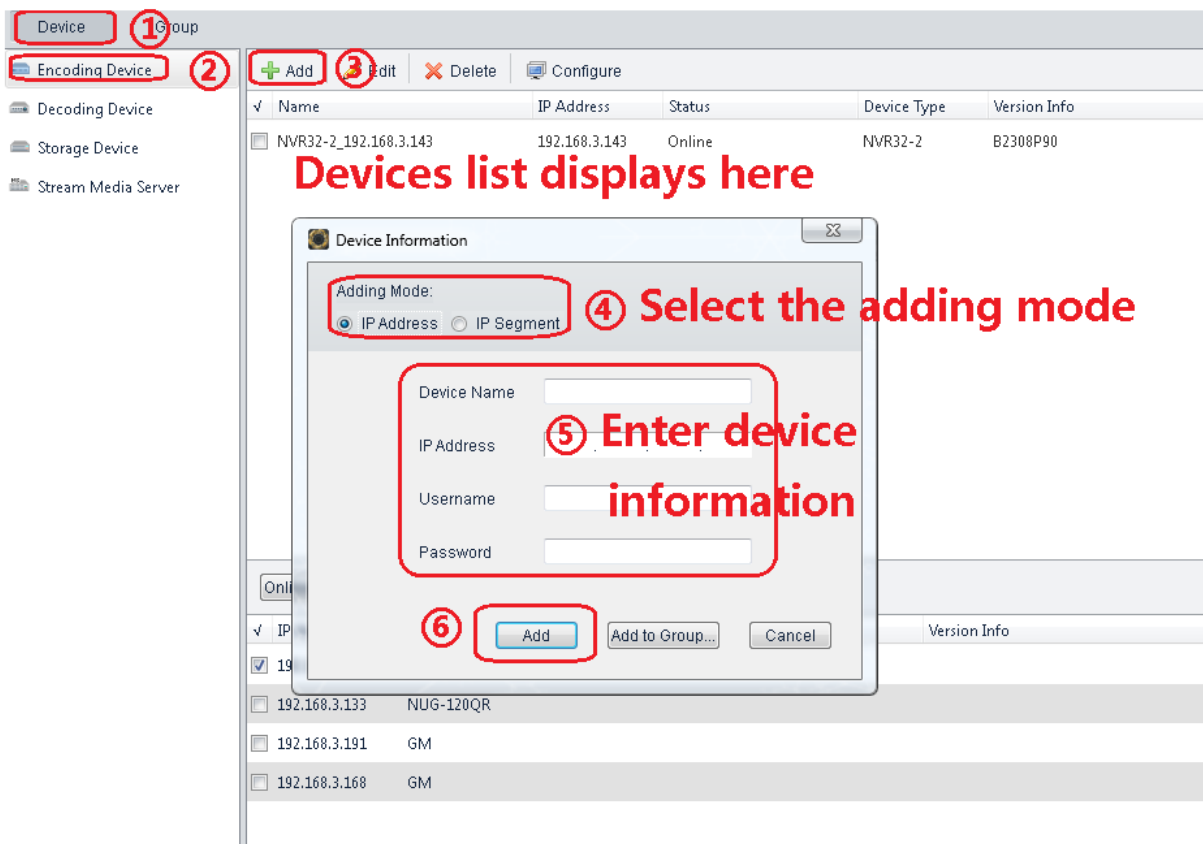 Device ① Group
Encoding Device ②
Add ③ Edit Delete Configure
Decoding Device
Storage Device
Stream Media Server
√ Name IP Address Status Device Type Version Info
NVR32-2_192.168.3.143 192.168.3.143 Online NVR32-2 B2308P90
Devices list displays here
Device Information
Adding Mode:
IP Address IP Segment
④ Select the adding mode
Device Name
IP Address
Username
Password
⑤ Enter device
information
⑥ Add Add to Group... Cancel
Onli
√ IP Version Info
19
192.168.3.133 NUG-120QR
192.168.3.191 GM
192.168.3.168 GM